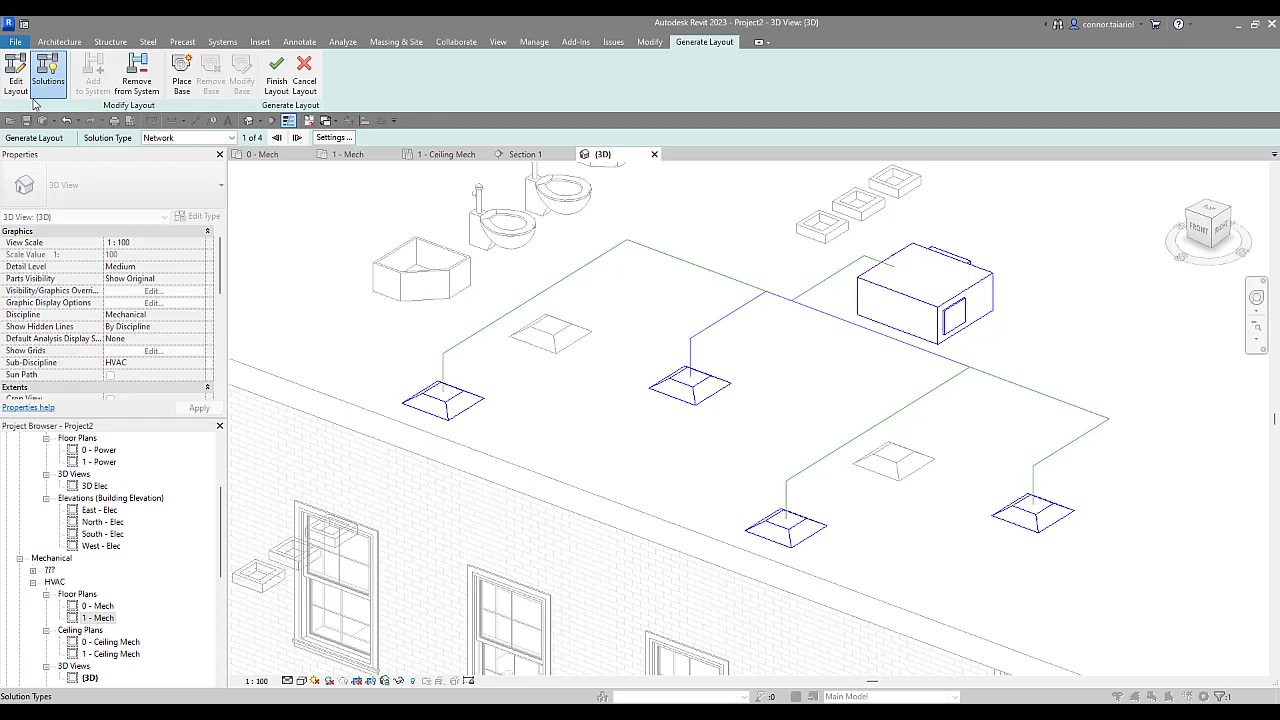 Autodesk Revit 2023 - Project2 - 3D View: {3D}
connor.taiariol
File Architecture Structure Steel Precast Systems Insert Annotate Analyze Massing & Site Collaborate View Manage Add-Ins Issues Modify Generate Layout
Edit Layout
Solutions
Add to System
Remove from System
Place Base
Remove Base
Modify Base
Finish Layout
Cancel Layout
Modify Layout
Generate Layout
Generate Layout Solution Type Network 1 of 4 Settings ...
Properties
0 - Mech 1 - Mech 1 - Ceiling Mech Section 1 {3D}
3D View
3D View: {3D} Edit Type
Graphics
View Scale 1 : 100
Scale Value 1: 100
Detail Level Medium
Parts Visibility Show Original
Visibility/Graphics Overri... Edit...
Graphic Display Options Edit...
Discipline Mechanical
Show Hidden Lines By Discipline
Default Analysis Display S... None
Show Grids Edit...
Sub-Discipline HVAC
Sun Path
Extents
Crop View
Properties help Apply
Project Browser - Project2
Floor Plans
0 - Power
1 - Power
3D Views
3D Elec
Elevations (Building Elevation)
East - Elec
North - Elec
South - Elec
West - Elec
Mechanical
???
HVAC
Floor Plans
0 - Mech
1 - Mech
Ceiling Plans
0 - Ceiling Mech
1 - Ceiling Mech
3D Views
{3D}
FRONT RIGHT
1 : 100
Solution Types :0 Main Model :1